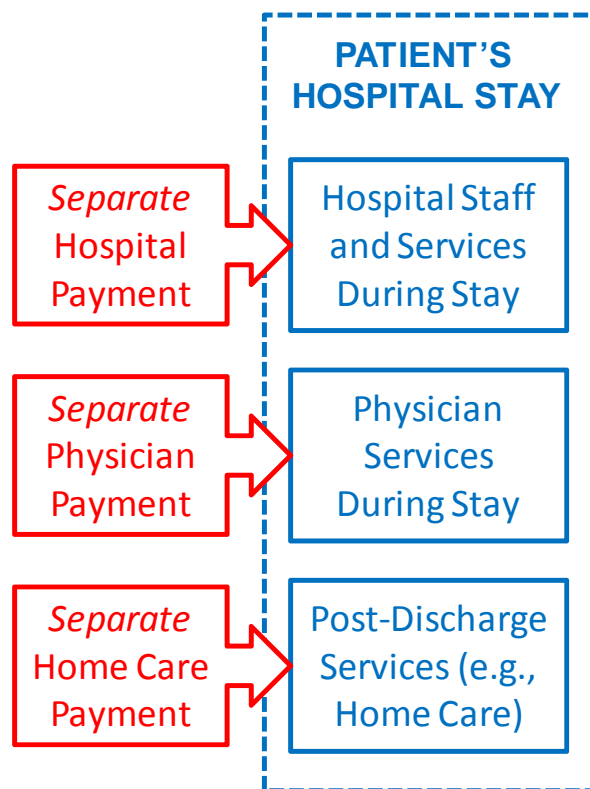 PATIENT'S
HOSPITAL STAY
Separate
Hospital
Payment
Hospital Staff
and Services
During Stay
Separate
Physician
Payment
Physician
Services
During Stay
Separate
Home Care
Payment
Post-Discharge
Services (e.g.,
Home Care)